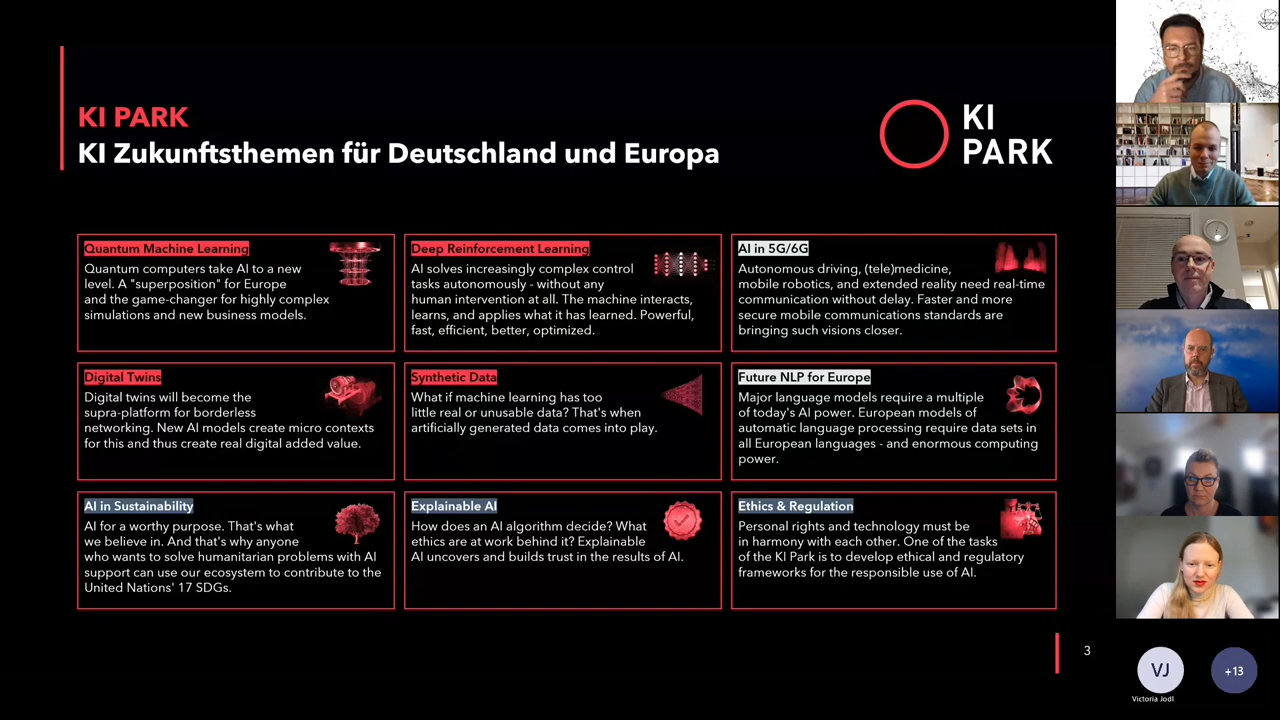 KI PARK
KI Zukunftsthemen für Deutschland und Europa
KI
PARK
Quantum Machine Learning
Quantum computers take AI to a new
level. A "superposition" for Europe
and the game-changer for highly complex
simulations and new business models.
Deep Reinforcement Learning
AI solves increasingly complex control
tasks autonomously - without any
human intervention at all. The machine interacts,
learns, and applies what it has learned. Powerful,
fast, efficient, better, optimized.
AI in 5G/6G
Autonomous driving, (tele)medicine,
mobile robotics, and extended reality need real-time
communication without delay. Faster and more
secure mobile communications standards are
bringing such visions closer.
Digital Twins
Digital twins will become the
supra-platform for borderless
networking. New AI models create micro contexts
for this and thus create real digital added value.
Synthetic Data
What if machine learning has too
little real or unusable data? That's when
artificially generated data comes into play.
Future NLP for Europe
Major language models require a multiple
of today's AI power. European models of
automatic language processing require data sets in
all European languages - and enormous computing
power.
AI in Sustainability
AI for a worthy purpose. That's what
we believe in. And that's why anyone
who wants to solve humanitarian problems with AI
support can use our ecosystem to contribute to the
United Nations' 17 SDGs.
Explainable AI
How does an AI algorithm decide? What
ethics are at work behind it? Explainable
AI uncovers and builds trust in the results of AI.
Ethics & Regulation
Personal rights and technology must be
in harmony with each other. One of the tasks
of the KI Park is to develop ethical and regulatory
frameworks for the responsible use of AI.
3
VJ
+13
Victoria Jodl